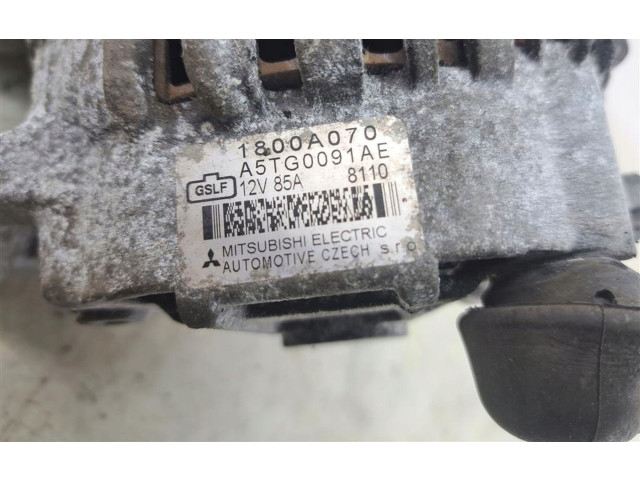 1800A070
A5TG0091AE
GSLF 12V 85A 8110
MITSUBISHI ELECTRIC
AUTOMOTIVE CZECH s.r.o